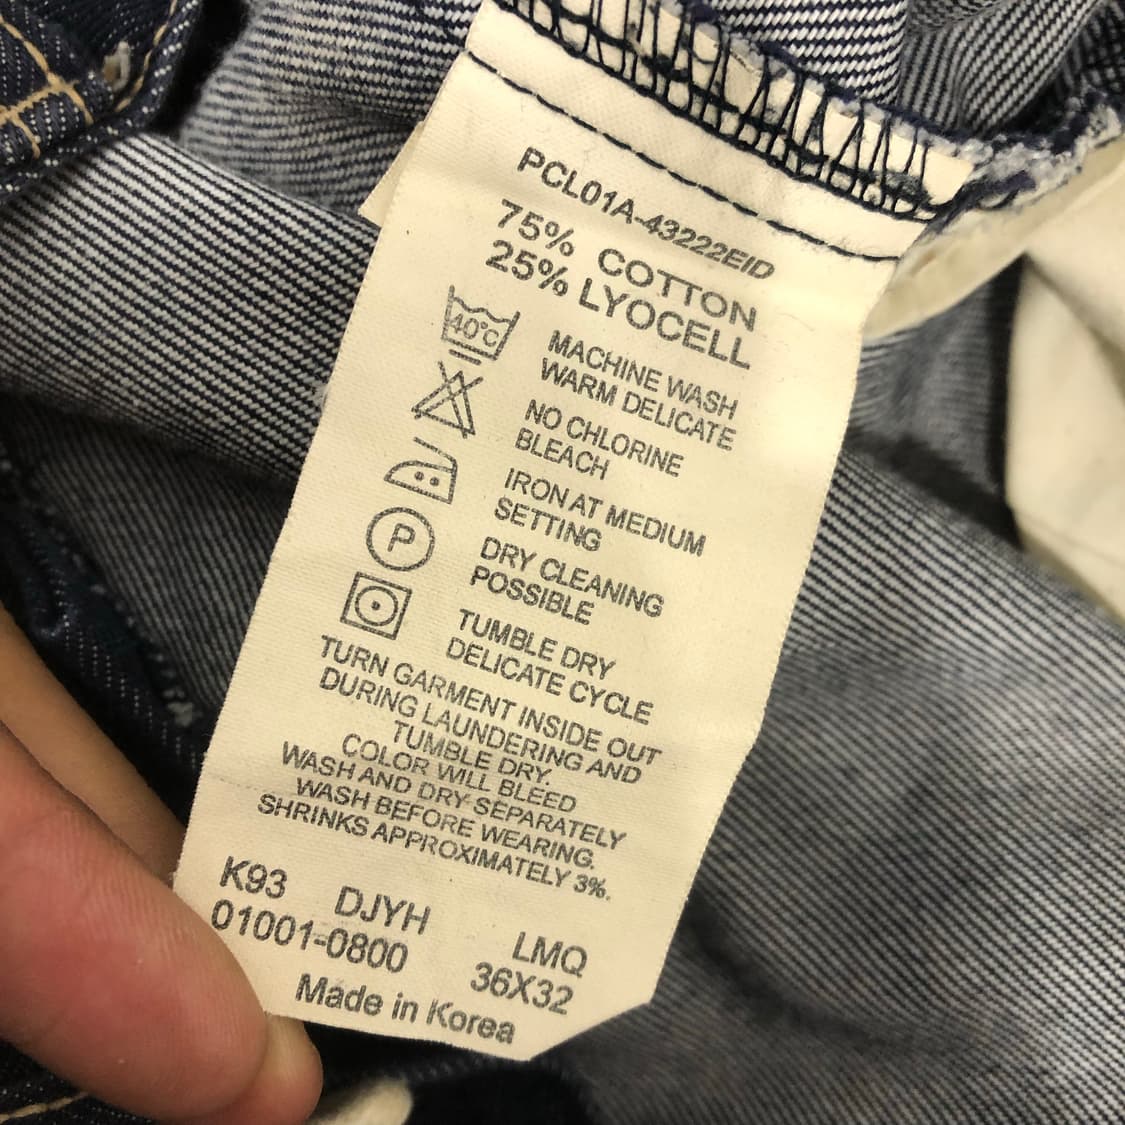 PCL01A-43222EID
75% COTTON
25% LYOCELL
40°C
MACHINE WASH
WARM DELICATE
NO CHLORINE
BLEACH
IRON AT MEDIUM
SETTING
P
DRY CLEANING
POSSIBLE
TUMBLE DRY
DELICATE CYCLE
TURN GARMENT INSIDE OUT
DURING LAUNDERING AND
TUMBLE DRY.
COLOR WILL BLEED
WASH AND DRY SEPARATELY
WASH BEFORE WEARING.
SHRINKS APPROXIMATELY 3%.
K93 DJYH LMQ
01001-0800 36X32
Made in Korea